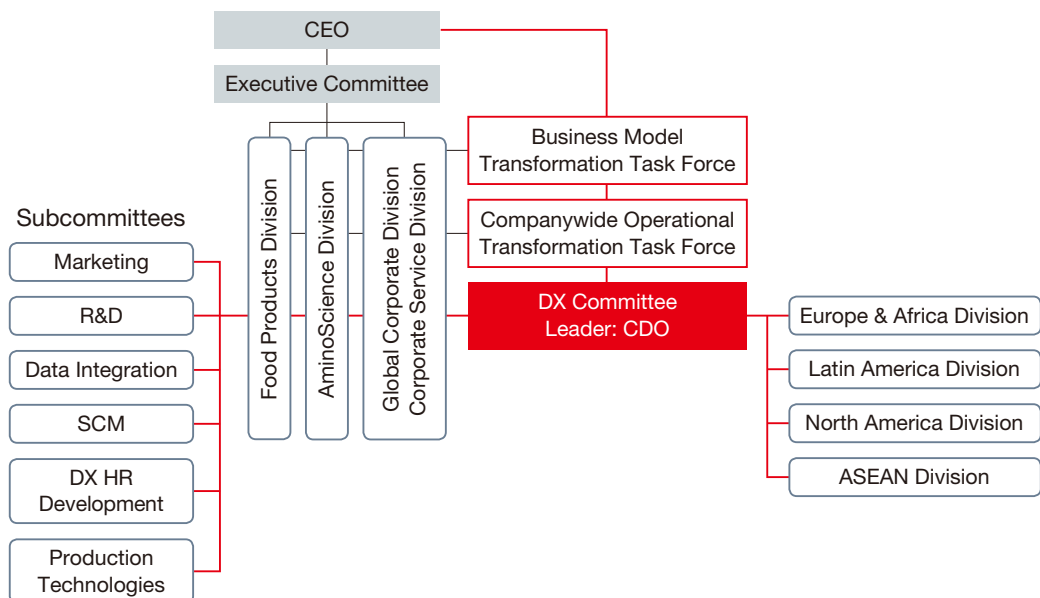 CEO
Executive Committee
Business Model
Transformation Task Force
Companywide Operational
Transformation Task Force
DX Committee
Leader: CDO
Food Products Division
AminoScience Division
Global Corporate Division
Corporate Service Division
Subcommittees
Marketing
R&D
Data Integration
SCM
DX HR
Development
Production
Technologies
Europe & Africa Division
Latin America Division
North America Division
ASEAN Division